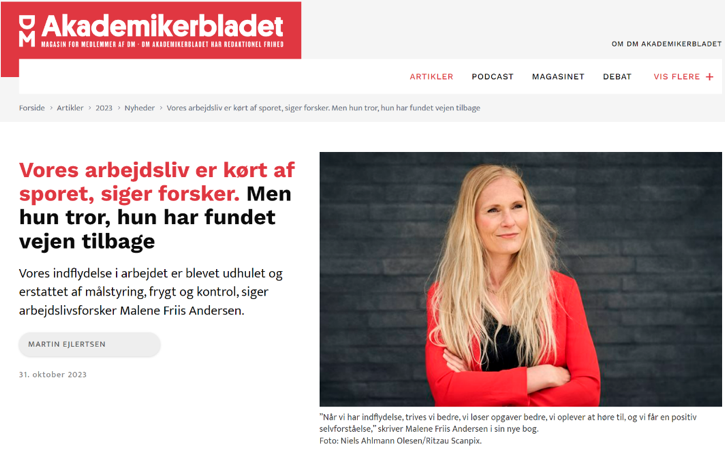 DM Akademikerbladet
MAGASIN FOR MEDLEMMER AF DM - DM AKADEMIKERBLADET HAR REDAKTIONEL FRIHED
OM DM AKADEMIKERBLADET
ARTIKLER PODCAST MAGASINET DEBAT VIS FLERE +
Forside > Artikler > 2023 > Nyheder > Vores arbejdsliv er kørt af sporet, siger forsker. Men hun tror, hun har fundet vejen tilbage
Vores arbejdsliv er kørt af
sporet, siger forsker. Men
hun tror, hun har fundet
vejen tilbage
Vores indflydelse i arbejdet er blevet udhulet og
erstattet af målstyring, frygt og kontrol, siger
arbejdslivsforsker Malene Friis Andersen.
MARTIN EJLERTSEN
31. oktober 2023
"Når vi har indflydelse, trives vi bedre, vi løser opgaver bedre, vi oplever at høre til, og vi får en positiv
selvforståelse," skriver Malene Friis Andersen i sin nye bog.
Foto: Niels Ahlmann Olesen/Ritzau Scanpix.